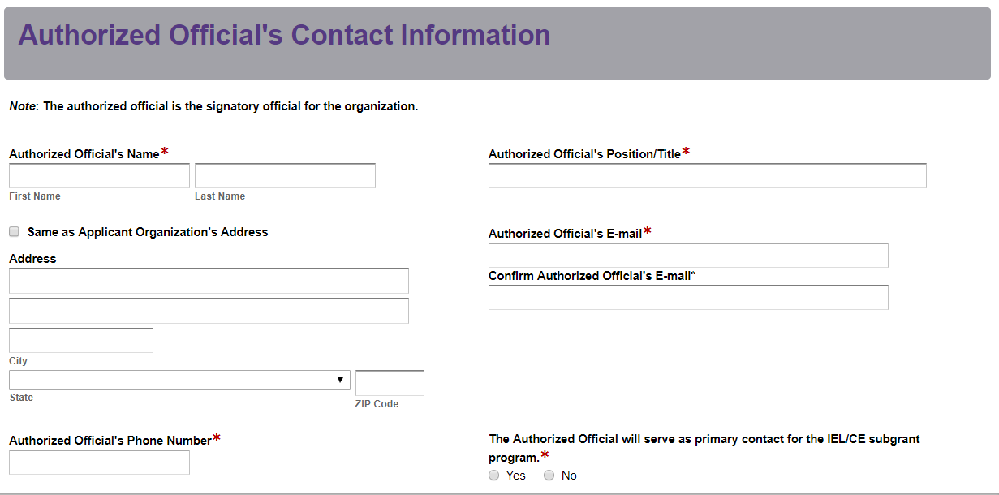 Authorized Official's Contact Information
Note: The authorized official is the signatory official for the organization.
Authorized Official's Name*
First Name
Last Name
Authorized Official's Position/Title*
Same as Applicant Organization's Address
Address
City
State
ZIP Code
Authorized Official's E-mail*
Confirm Authorized Official's E-mail*
Authorized Official's Phone Number*
The Authorized Official will serve as primary contact for the IEL/CE subgrant
program.*
Yes No